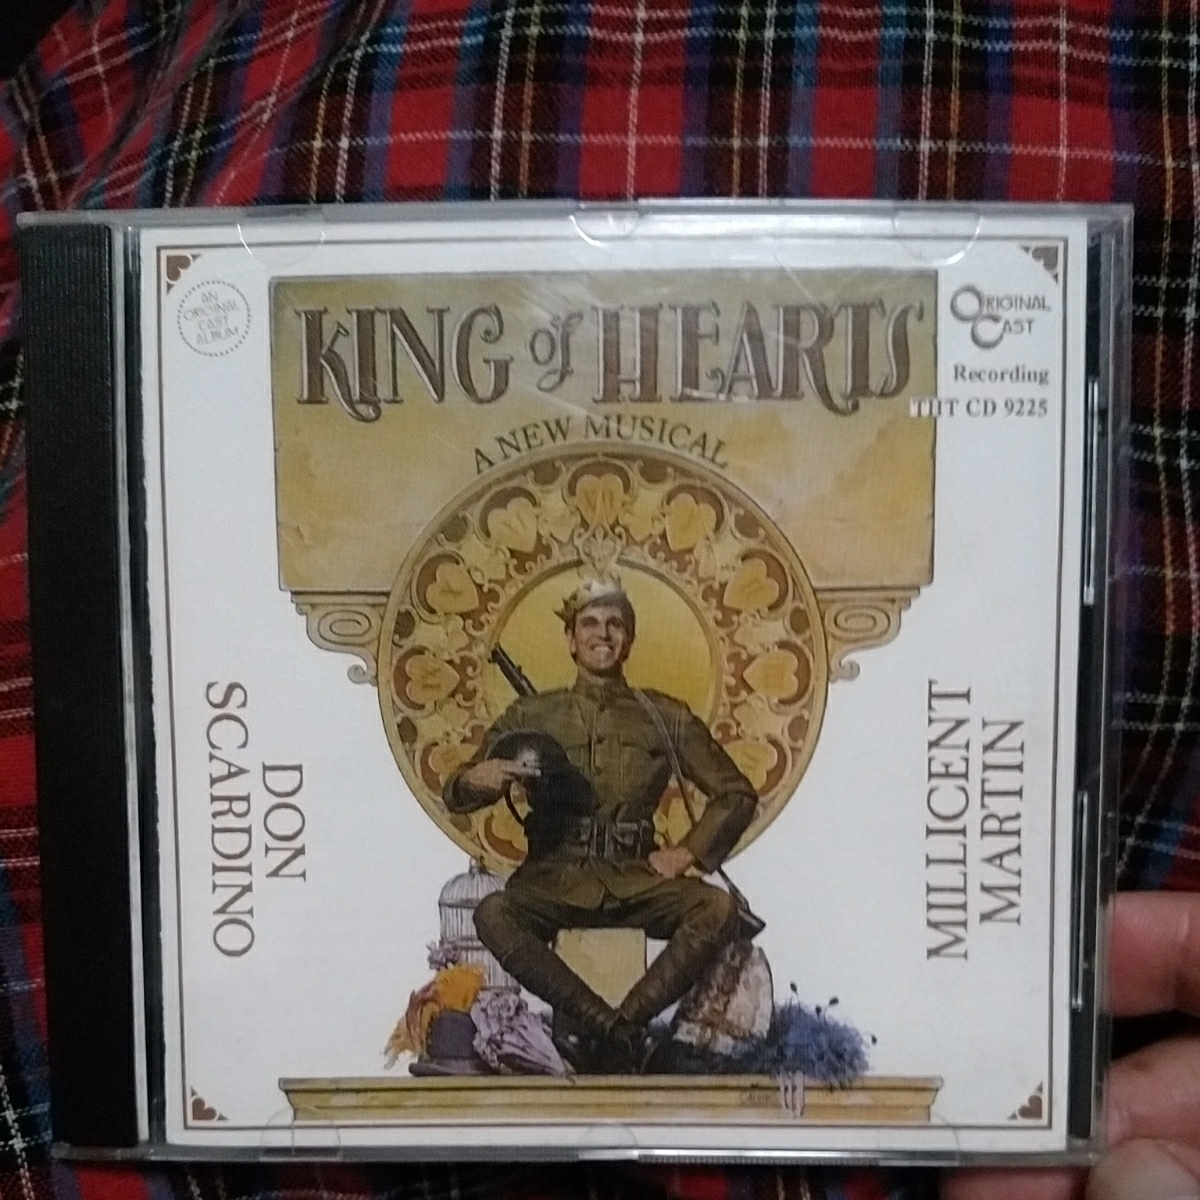 AN
ORIGINAL
CAST
ALBUM
KING of HEARTS
A NEW MUSICAL
ORIGINAL
CAST
Recording
THT CD 9225
DON
SCARDINO
MILLICENT
MARTIN